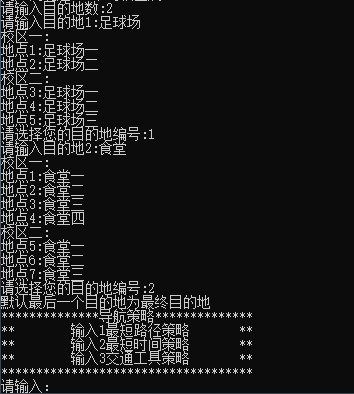 请输入目的地数:2
请输入目的地1:足球场
校区一:
地点1:足球场一
地点2:足球场二
校区二:
地点3:足球场一
地点4:足球场二
地点5:足球场三
请选择您的目的地编号:1
请输入目的地2:食堂
校区一:
地点1:食堂一
地点2:食堂二
地点3:食堂三
地点4:食堂四
校区二:
地点5:食堂一
地点6:食堂二
地点7:食堂三
请选择您的目的地编号:2
默认最后一个目的地为最终目的地
**************导航策略**************
** 输入1最短路径策略 **
** 输入2最短时间策略 **
** 输入3交通工具策略 **
************************************
请输入: